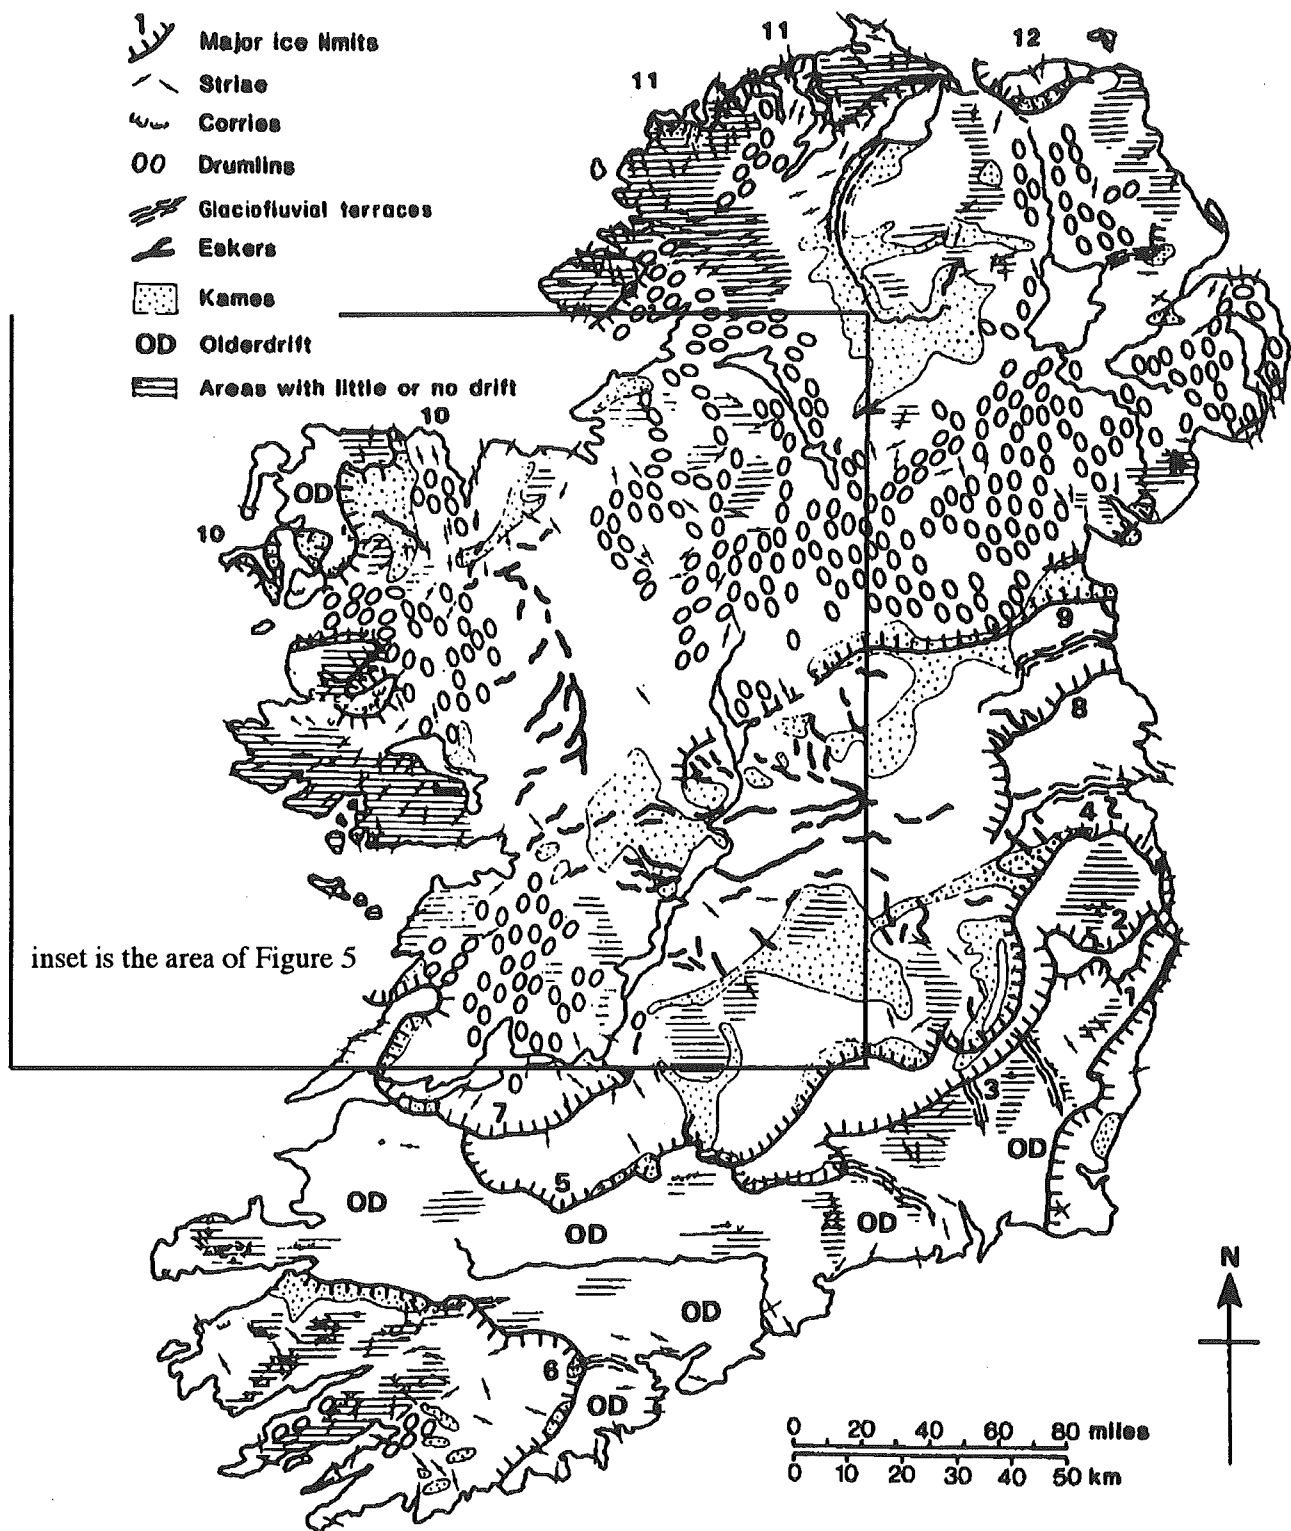 1
Major ice limits
Striae
Corries
Drumlins
Glaciofluvial terraces
Eskers
Kames
OD Olderdrift
Areas with little or no drift
11
12
11
10
OD
10
9
8
4
2
inset is the area of Figure 5
1
3
7
OD
5
OD
OD
OD
OD
6
OD
N
0 20 40 60 80 miles
0 10 20 30 40 50 km